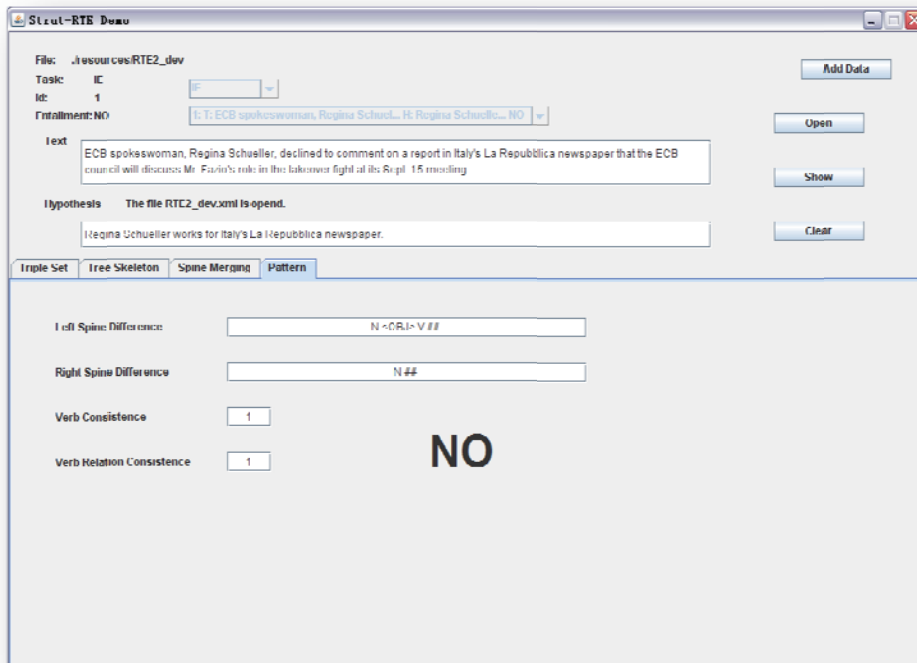 Strut-RTE Demo
File: ./resources/RTE2_dev
Task: IE
IE
Id: 1
Entailment: NO
1: T: ECB spokeswoman, Regina Schuel... H: Regina Schuelle... NO
Add Data
Open
Text
ECB spokeswoman, Regina Schueller, declined to comment on a report in Italy's La Repubblica newspaper that the ECB
council will discuss Mr. Fazio's role in the takeover fight at its Sept. 15 meeting
Show
Hypothesis The file RTE2_dev.xml is opend.
Regina Schueller works for Italy's La Repubblica newspaper.
Clear
Triple Set Tree Skeleton Spine Merging Pattern
Left Spine Difference N <OBJ> V ##
Right Spine Difference N ##
Verb Consistence 1
NO
Verb Relation Consistence 1